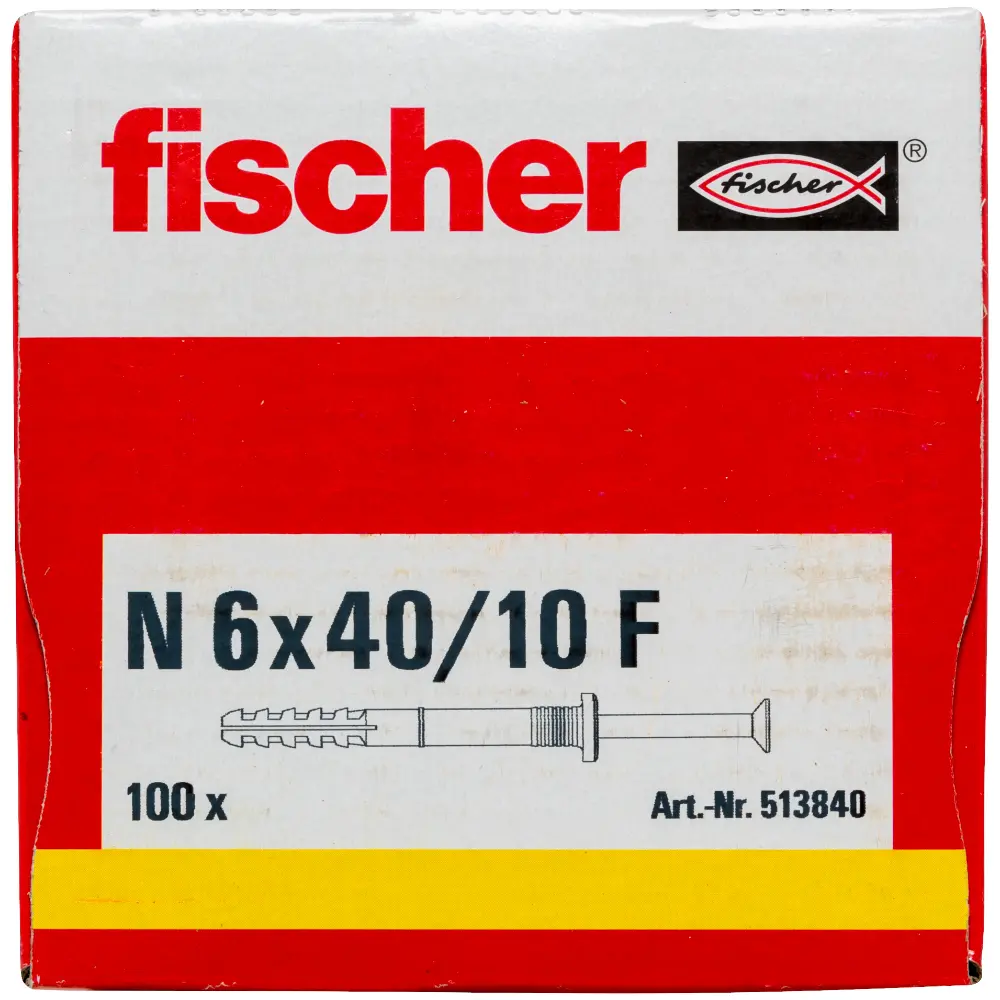 fischer
fischer ®
N 6x40/10 F
100 x
Art.-Nr. 513840